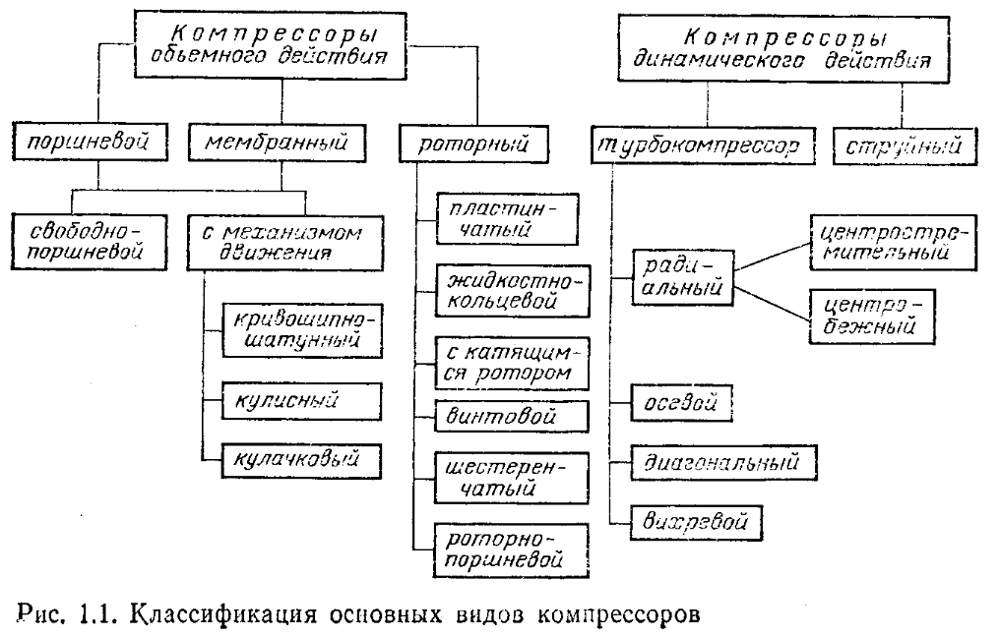 Компрессоры
объемного действия
Компрессоры
динамического действия
поршневой
мембранный
роторный
турбокомпрессор
струйный
свободно-
поршневой
с механизмом
движения
кривошипно-
шатунный
кулисный
кулачковый
пластин-
чатый
жидкостно-
кольцевой
с катящим-
ся ротором
винтовой
шестерен-
чатый
роторно-
поршневой
ради-
альный
центростре-
мительный
центро-
бежный
осевой
диагональный
вихревой
Рис. 1.1. Классификация основных видов компрессоров